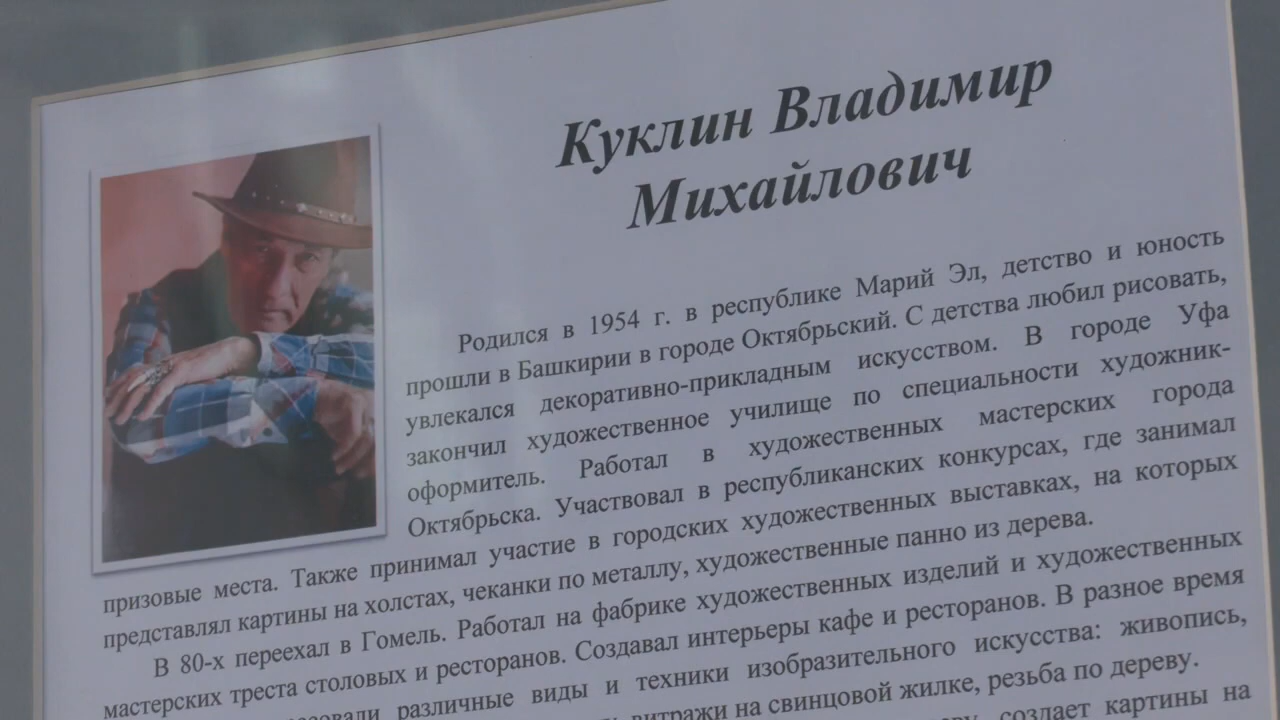 Куклин Владимир
Михайлович
Родился в 1954 г. в республике Марий Эл, детство и юность
прошли в Башкирии в городе Октябрьский. С детства любил рисовать,
увлекался декоративно-прикладным искусством. В городе Уфа
закончил художественное училище по специальности художник-
оформитель. Работал в художественных мастерских города
Октябрьска. Участвовал в республиканских конкурсах, где занимал
призовые места. Также принимал участие в городских художественных выставках, на которых
представлял картины на холстах, чеканки по металлу, художественные панно из дерева.
В 80-х переехал в Гомель. Работал на фабрике художественных изделий и художественных
мастерских треста столовых и ресторанов. Создавал интерьеры кафе и ресторанов. В разное время
различные виды и техники изобразительного искусства: живопись,
витражи на свинцовой жилке, резьба по дереву.
создает картины на